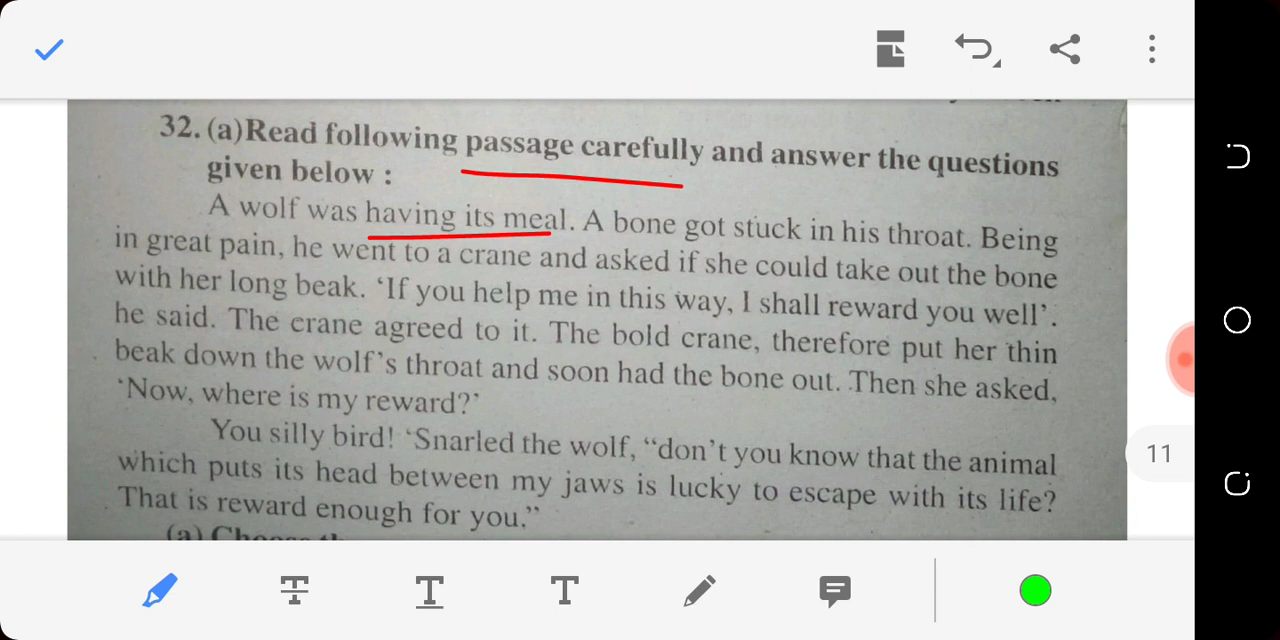 32. (a)Read following passage carefully and answer the questions
given below :
A wolf was having its meal. A bone got stuck in his throat. Being
in great pain, he went to a crane and asked if she could take out the bone
with her long beak. ‘If you help me in this way, I shall reward you well’.
he said. The crane agreed to it. The bold crane, therefore put her thin
beak down the wolf’s throat and soon had the bone out. Then she asked,
‘Now, where is my reward?’
You silly bird! ‘Snarled the wolf, “don’t you know that the animal
which puts its head between my jaws is lucky to escape with its life?
That is reward enough for you.”
11
T T T